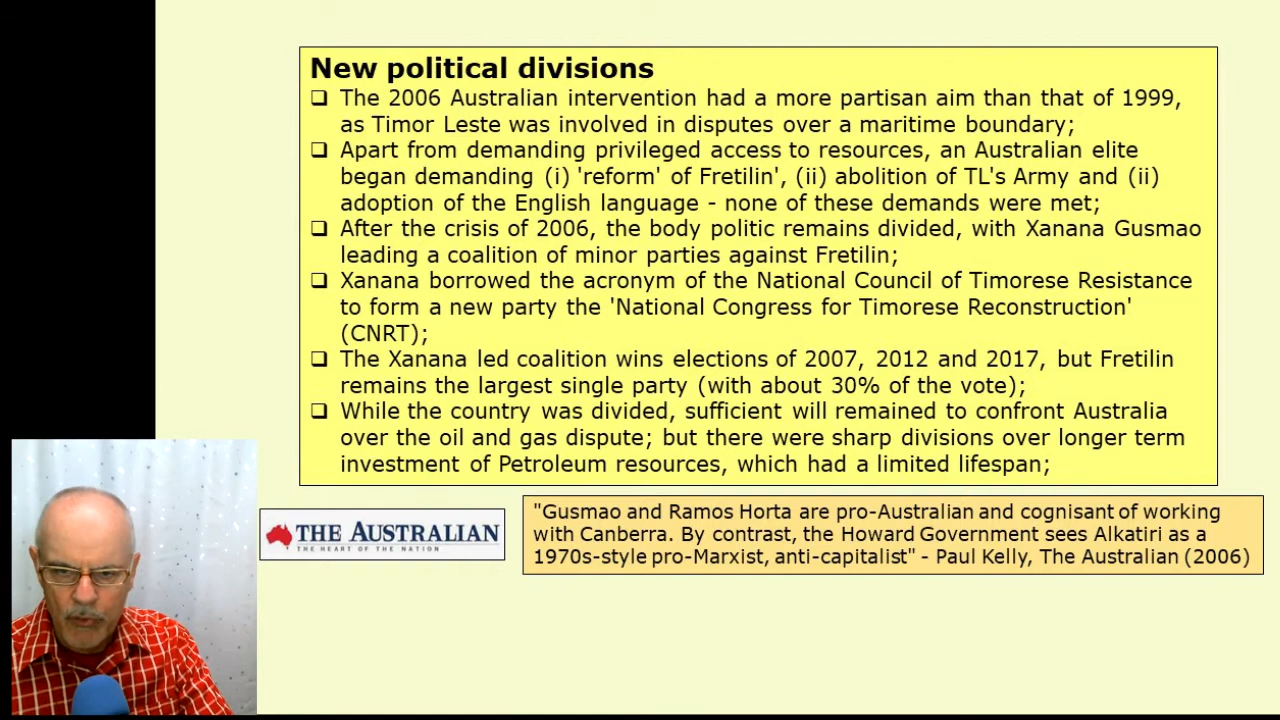 New political divisions
❑ The 2006 Australian intervention had a more partisan aim than that of 1999,
as Timor Leste was involved in disputes over a maritime boundary;
❑ Apart from demanding privileged access to resources, an Australian elite
began demanding (i) 'reform' of Fretilin', (ii) abolition of TL's Army and (ii)
adoption of the English language - none of these demands were met;
❑ After the crisis of 2006, the body politic remains divided, with Xanana Gusmao
leading a coalition of minor parties against Fretilin;
❑ Xanana borrowed the acronym of the National Council of Timorese Resistance
to form a new party the 'National Congress for Timorese Reconstruction'
(CNRT);
❑ The Xanana led coalition wins elections of 2007, 2012 and 2017, but Fretilin
remains the largest single party (with about 30% of the vote);
❑ While the country was divided, sufficient will remained to confront Australia
over the oil and gas dispute; but there were sharp divisions over longer term
investment of Petroleum resources, which had a limited lifespan;
THE AUSTRALIAN
THE HEART OF THE NATION
"Gusmao and Ramos Horta are pro-Australian and cognisant of working
with Canberra. By contrast, the Howard Government sees Alkatiri as a
1970s-style pro-Marxist, anti-capitalist" - Paul Kelly, The Australian (2006)